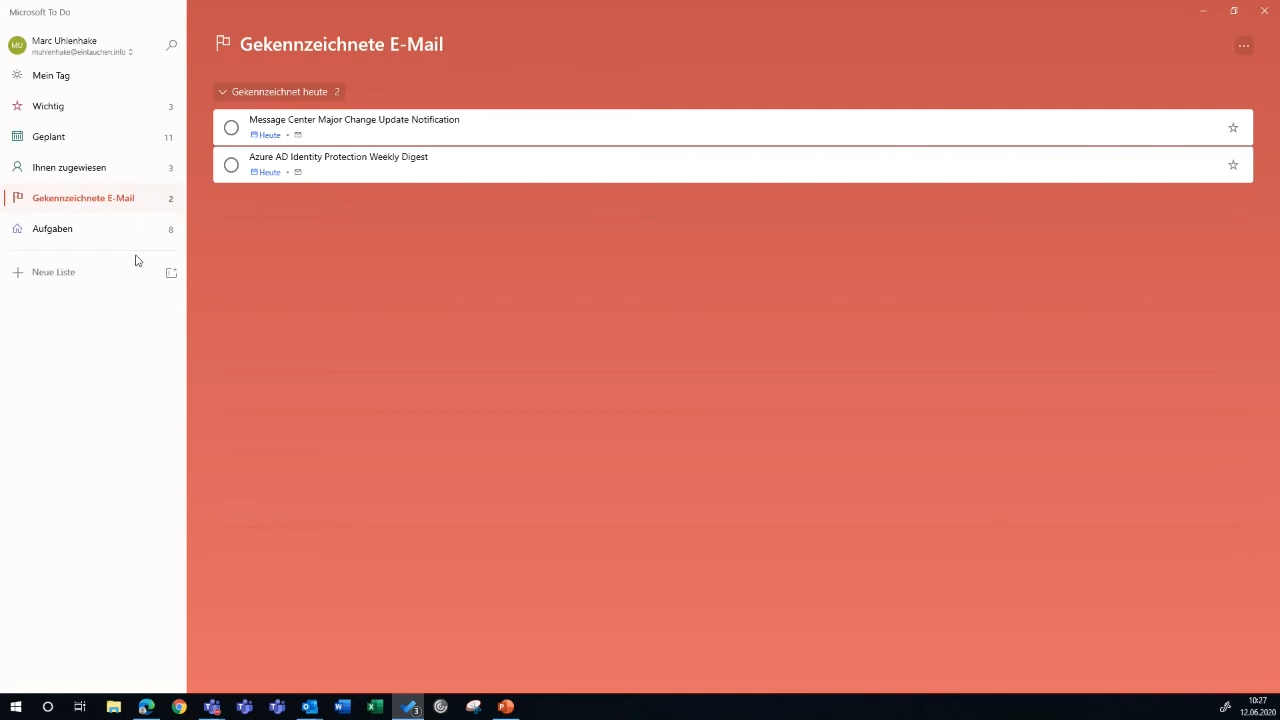 Microsoft To Do
MU
Marc Uhlenhake
muhlenhake@eintauchen.info
Mein Tag
Wichtig 3
Geplant 11
Ihnen zugewiesen 3
Gekennzeichnete E-Mail 2
Aufgaben 8
Neue Liste
Gekennzeichnete E-Mail
Gekennzeichnet heute 2
Message Center Major Change Update Notification
Heute
Azure AD Identity Protection Weekly Digest
Heute
3
10:27
12.06.2020